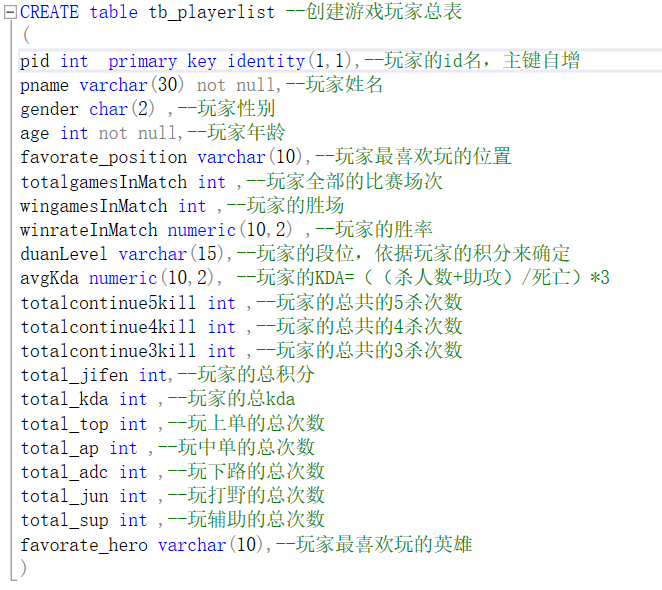 CREATE table tb_playerlist --创建游戏玩家总表
(
pid int  primary key identity(1,1),--玩家的id名，主键自增
pname varchar(30) not null,--玩家姓名
gender char(2) ,--玩家性别
age int not null,--玩家年龄
favorate_position varchar(10),--玩家最喜欢玩的位置
totalgamesInMatch int ,--玩家全部的比赛场次
wingamesInMatch int ,--玩家的胜场
winrateInMatch numeric(10,2) ,--玩家的胜率
duanLevel varchar(15),--玩家的段位，依据玩家的积分来确定
avgKda numeric(10,2), --玩家的KDA=（（杀人数+助攻）/死亡）*3
totalcontinue5kill int ,--玩家的总共的5杀次数
totalcontinue4kill int ,--玩家的总共的4杀次数
totalcontinue3kill int ,--玩家的总共的3杀次数
total_jifen int,--玩家的总积分
total_kda int ,--玩家的总kda
total_top int ,--玩上单的总次数
total_ap int ,--玩中单的总次数
total_adc int ,--玩下路的总次数
total_jun int ,--玩打野的总次数
total_sup int ,--玩辅助的总次数
favorate_hero varchar(10),--玩家最喜欢玩的英雄
)